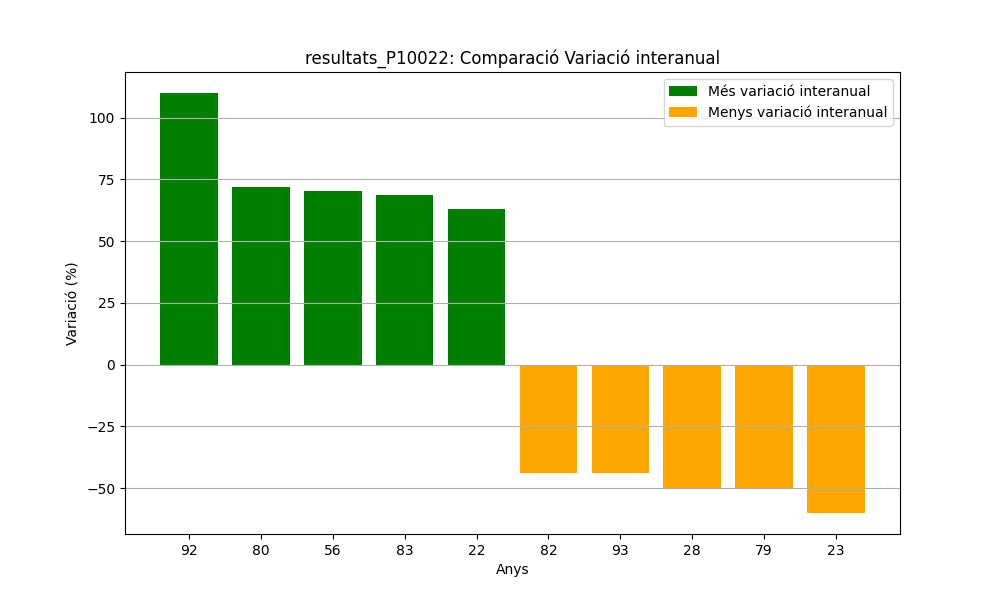 resultats_P10022: Comparació Variació interanual
Més variació interanual
Menys variació interanual
Variació (%)
100
75
50
25
0
−25
−50
92 80 56 83 22 82 93 28 79 23
Anys